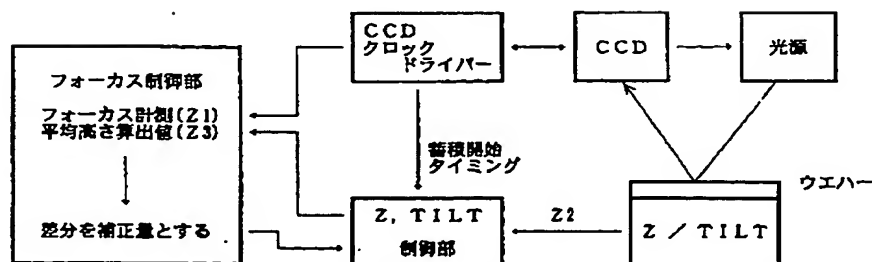 フォーカス制御部
フォーカス計測(Z1)
平均高さ算出値(Z3)
差分を補正量とする
CCD
クロック
ドライバー
CCD
光源
蓄積開始
タイミング
Z, TILT
制御部
Z2
ウエハー
Z / TILT